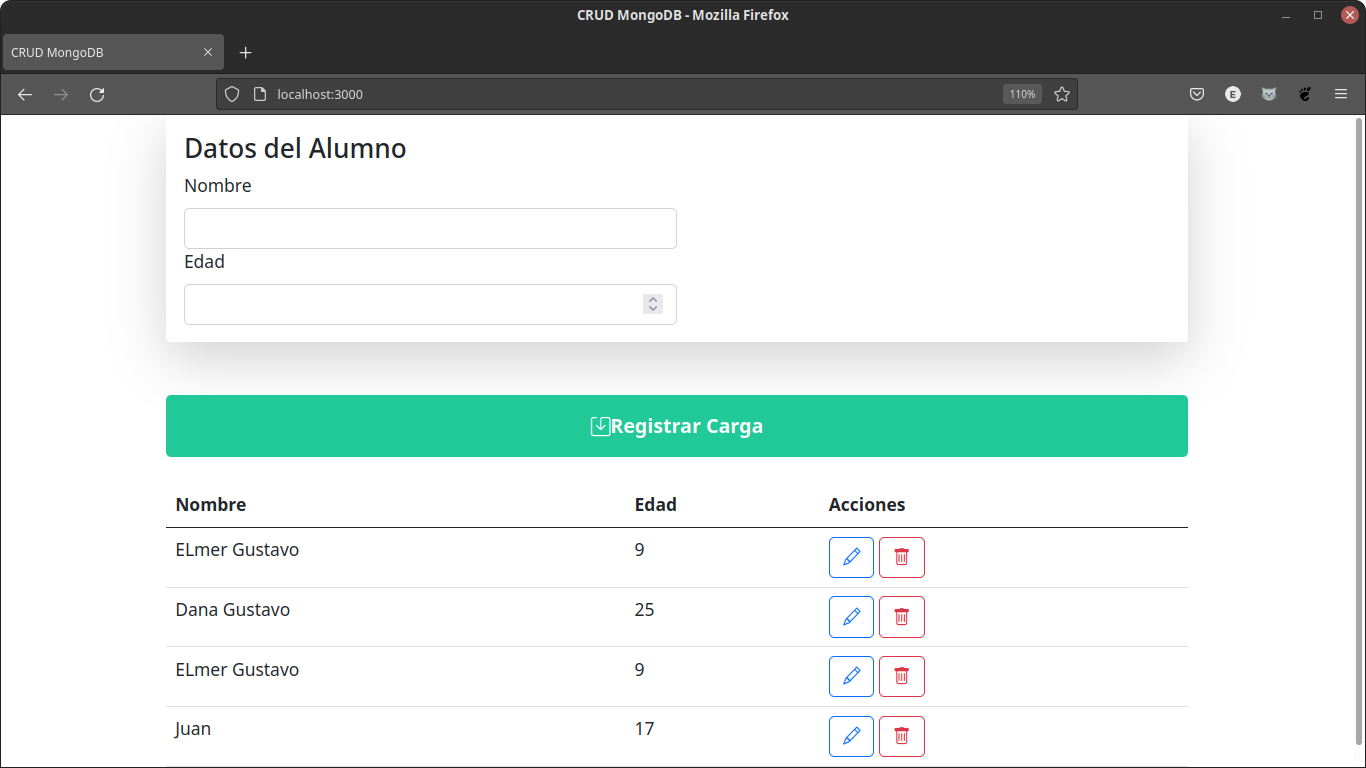 CRUD MongoDB - Mozilla Firefox
CRUD MongoDB
localhost:3000
110%
E
Datos del Alumno
Nombre
Edad
Registrar Carga
Nombre Edad Acciones
ELmer Gustavo 9
Dana Gustavo 25
ELmer Gustavo 9
Juan 17